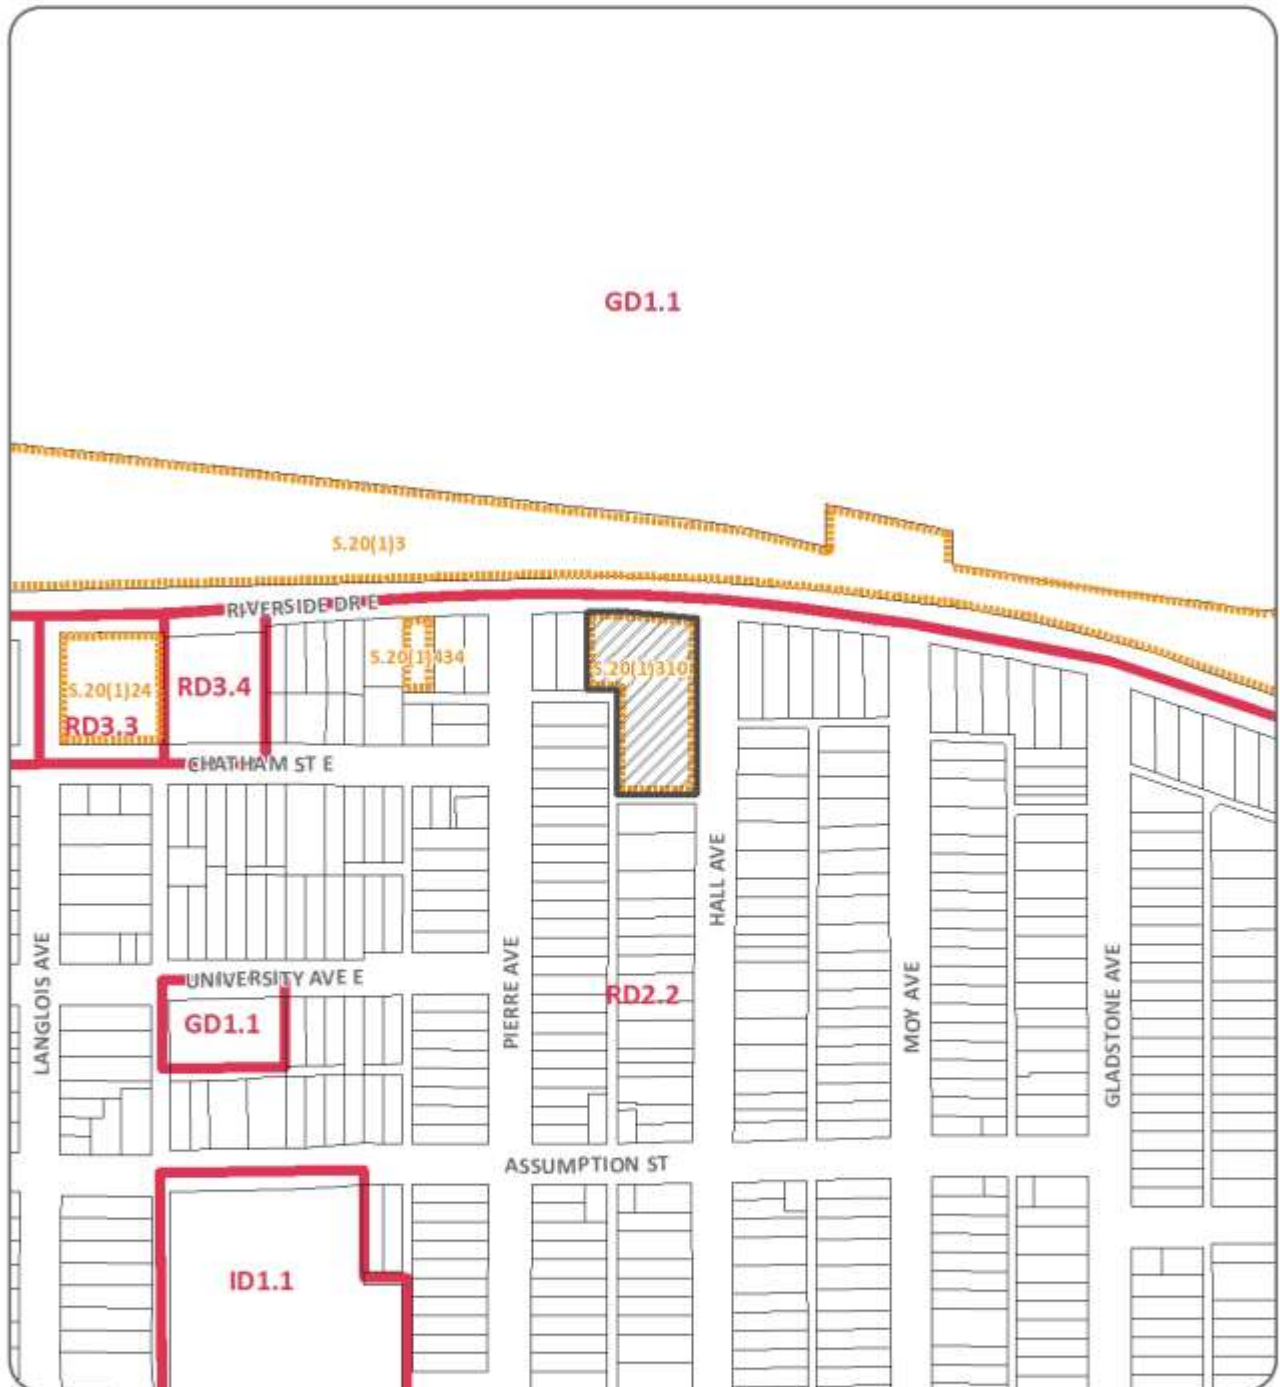 GD1.1
S.20(1)3
RIVERSIDE DR E
S.20(1)434
S.20(1)310
S.20(1)24
RD3.4
RD3.3
CHATHAM ST E
HALL AVE
LANGLOIS AVE
PIERRE AVE
MOY AVE
GLADSTONE AVE
UNIVERSITY AVE E
RD2.2
GD1.1
ASSUMPTION ST
ID1.1